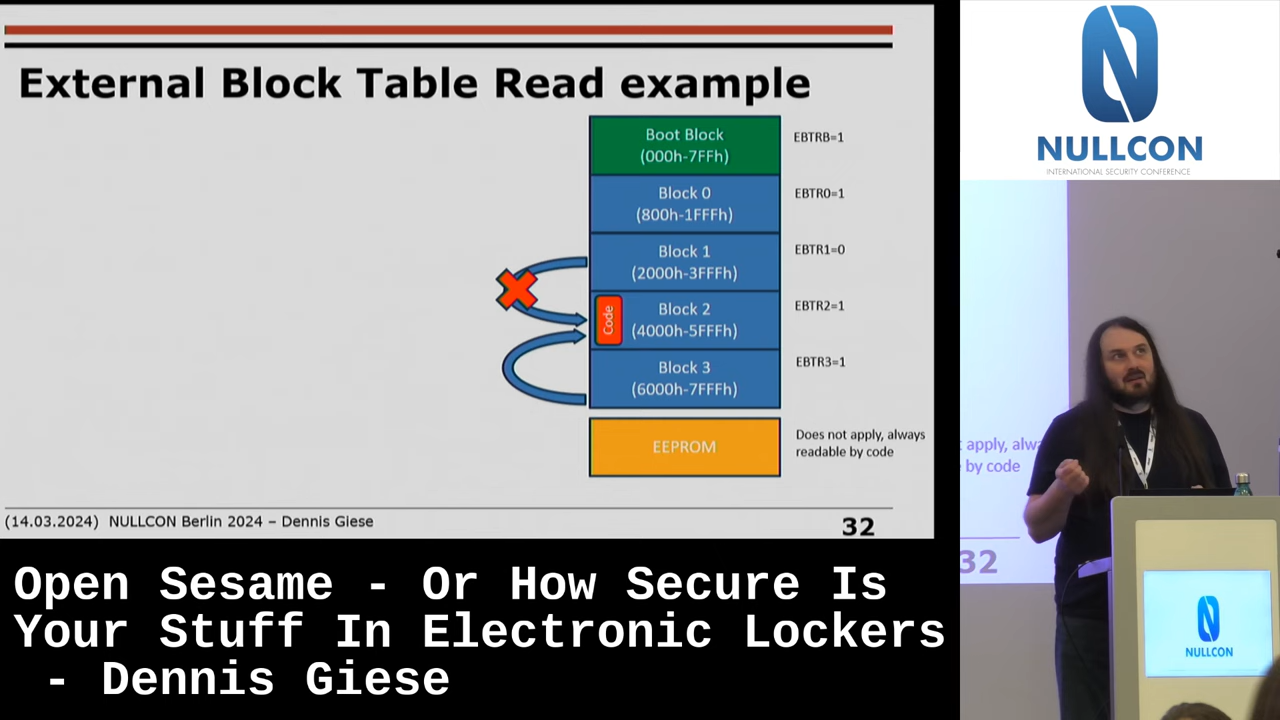 External Block Table Read example
Boot Block
(000h-7FFh)
EBTRB=1
Block 0
(800h-1FFFh)
EBTR0=1
Block 1
(2000h-3FFFh)
EBTR1=0
Code
Block 2
(4000h-5FFFh)
EBTR2=1
Block 3
(6000h-7FFFh)
EBTR3=1
EEPROM
Does not apply, always
readable by code
(14.03.2024) NULLCON Berlin 2024 – Dennis Giese
32
Open Sesame - Or How Secure Is
Your Stuff In Electronic Lockers
- Dennis Giese
NULLCON
INTERNATIONAL SECURITY CONFERENCE
apply, alwa
by code
32
NULLCON